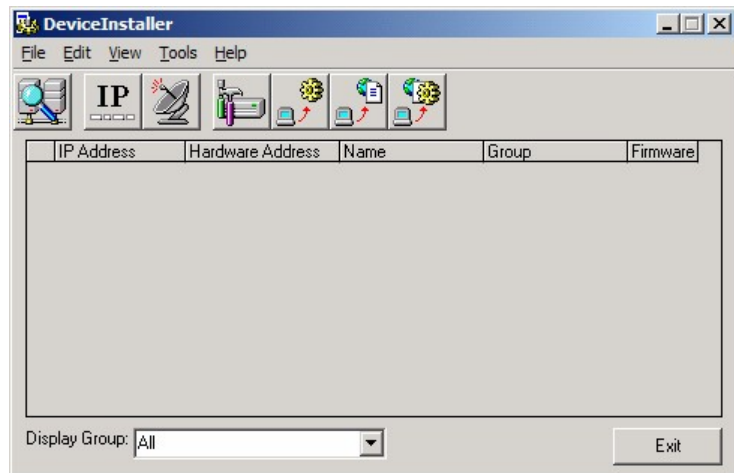 DeviceInstaller
File Edit View Tools Help
IP
IP Address Hardware Address Name Group Firmware
Display Group: All
Exit